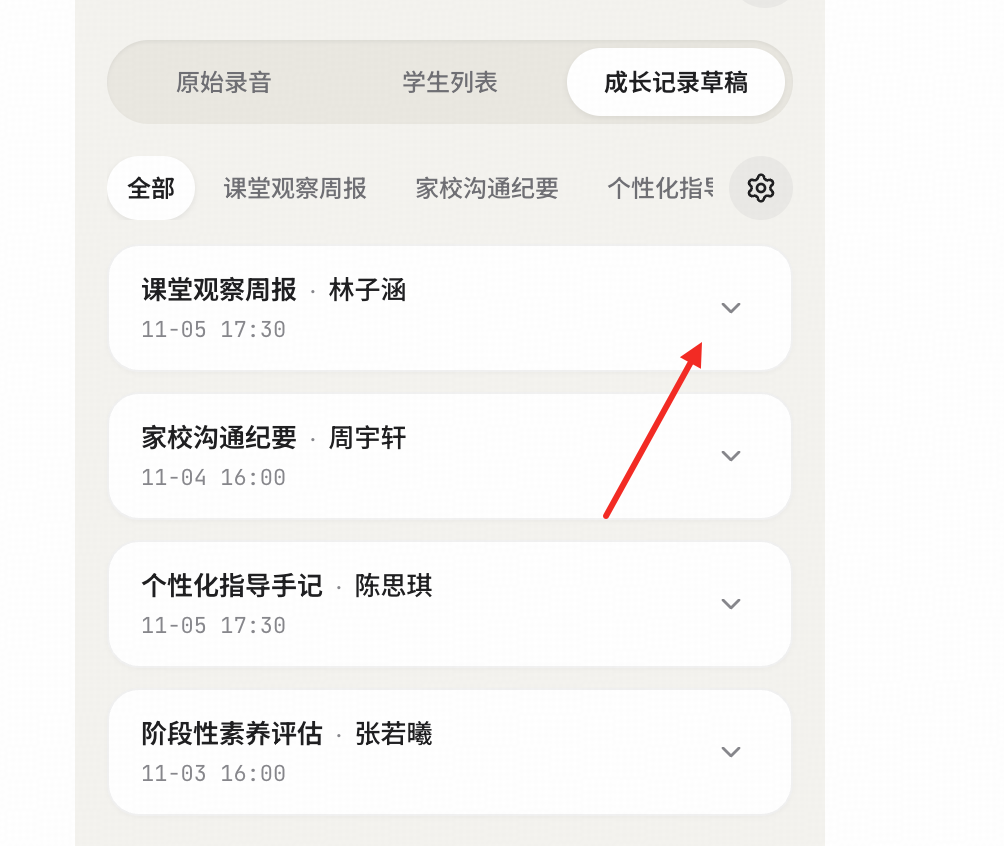 原始录音 学生列表 成长记录草稿
全部 课堂观察周报 家校沟通纪要 个性化指
课堂观察周报 · 林子涵
11-05 17:30
家校沟通纪要 · 周宇轩
11-04 16:00
个性化指导手记 · 陈思琪
11-05 17:30
阶段性素养评估 · 张若曦
11-03 16:00